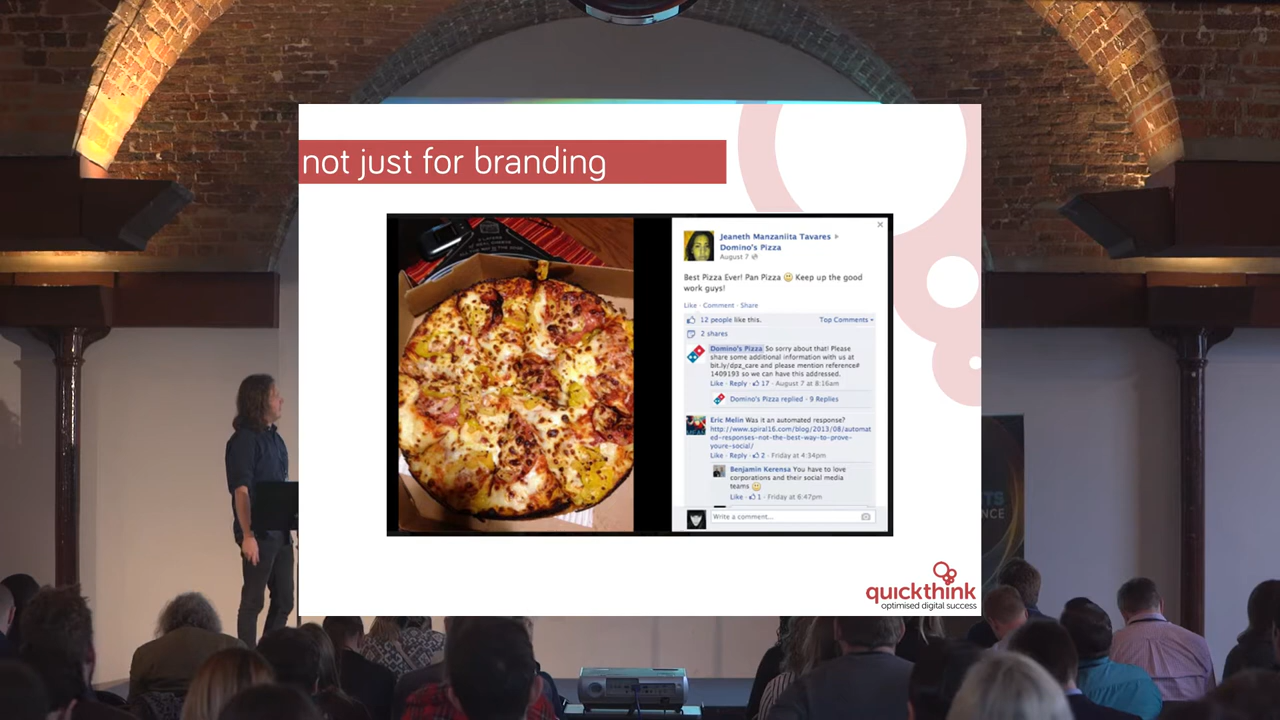 not just for branding
Jeaneth Manzaniita Tavares ▸
Domino's Pizza
August 7
Best Pizza Ever! Pan Pizza 🙂 Keep up the good
work guys!
Like · Comment · Share
12 people like this.
Top Comments
2 shares
Domino's Pizza So sorry about that! Please
share some additional information with us at
bit.ly/dpz_care and please mention reference#
1409193 so we can have this addressed.
Like · Reply · 17 · August 7 at 8:16am
Domino's Pizza replied · 9 Replies
Eric Melin Was it an automated response?
http://www.spiral16.com/blog/2013/08/automat
ed-responses-not-the-best-way-to-prove-
youre-social/
Like · Reply · 2 · Friday at 4:34pm
Benjamin Kerensa You have to love
corporations and their social media
teams 🙂
Like · 1 · Friday at 6:47pm
Write a comment...
quickthink
optimised digital success